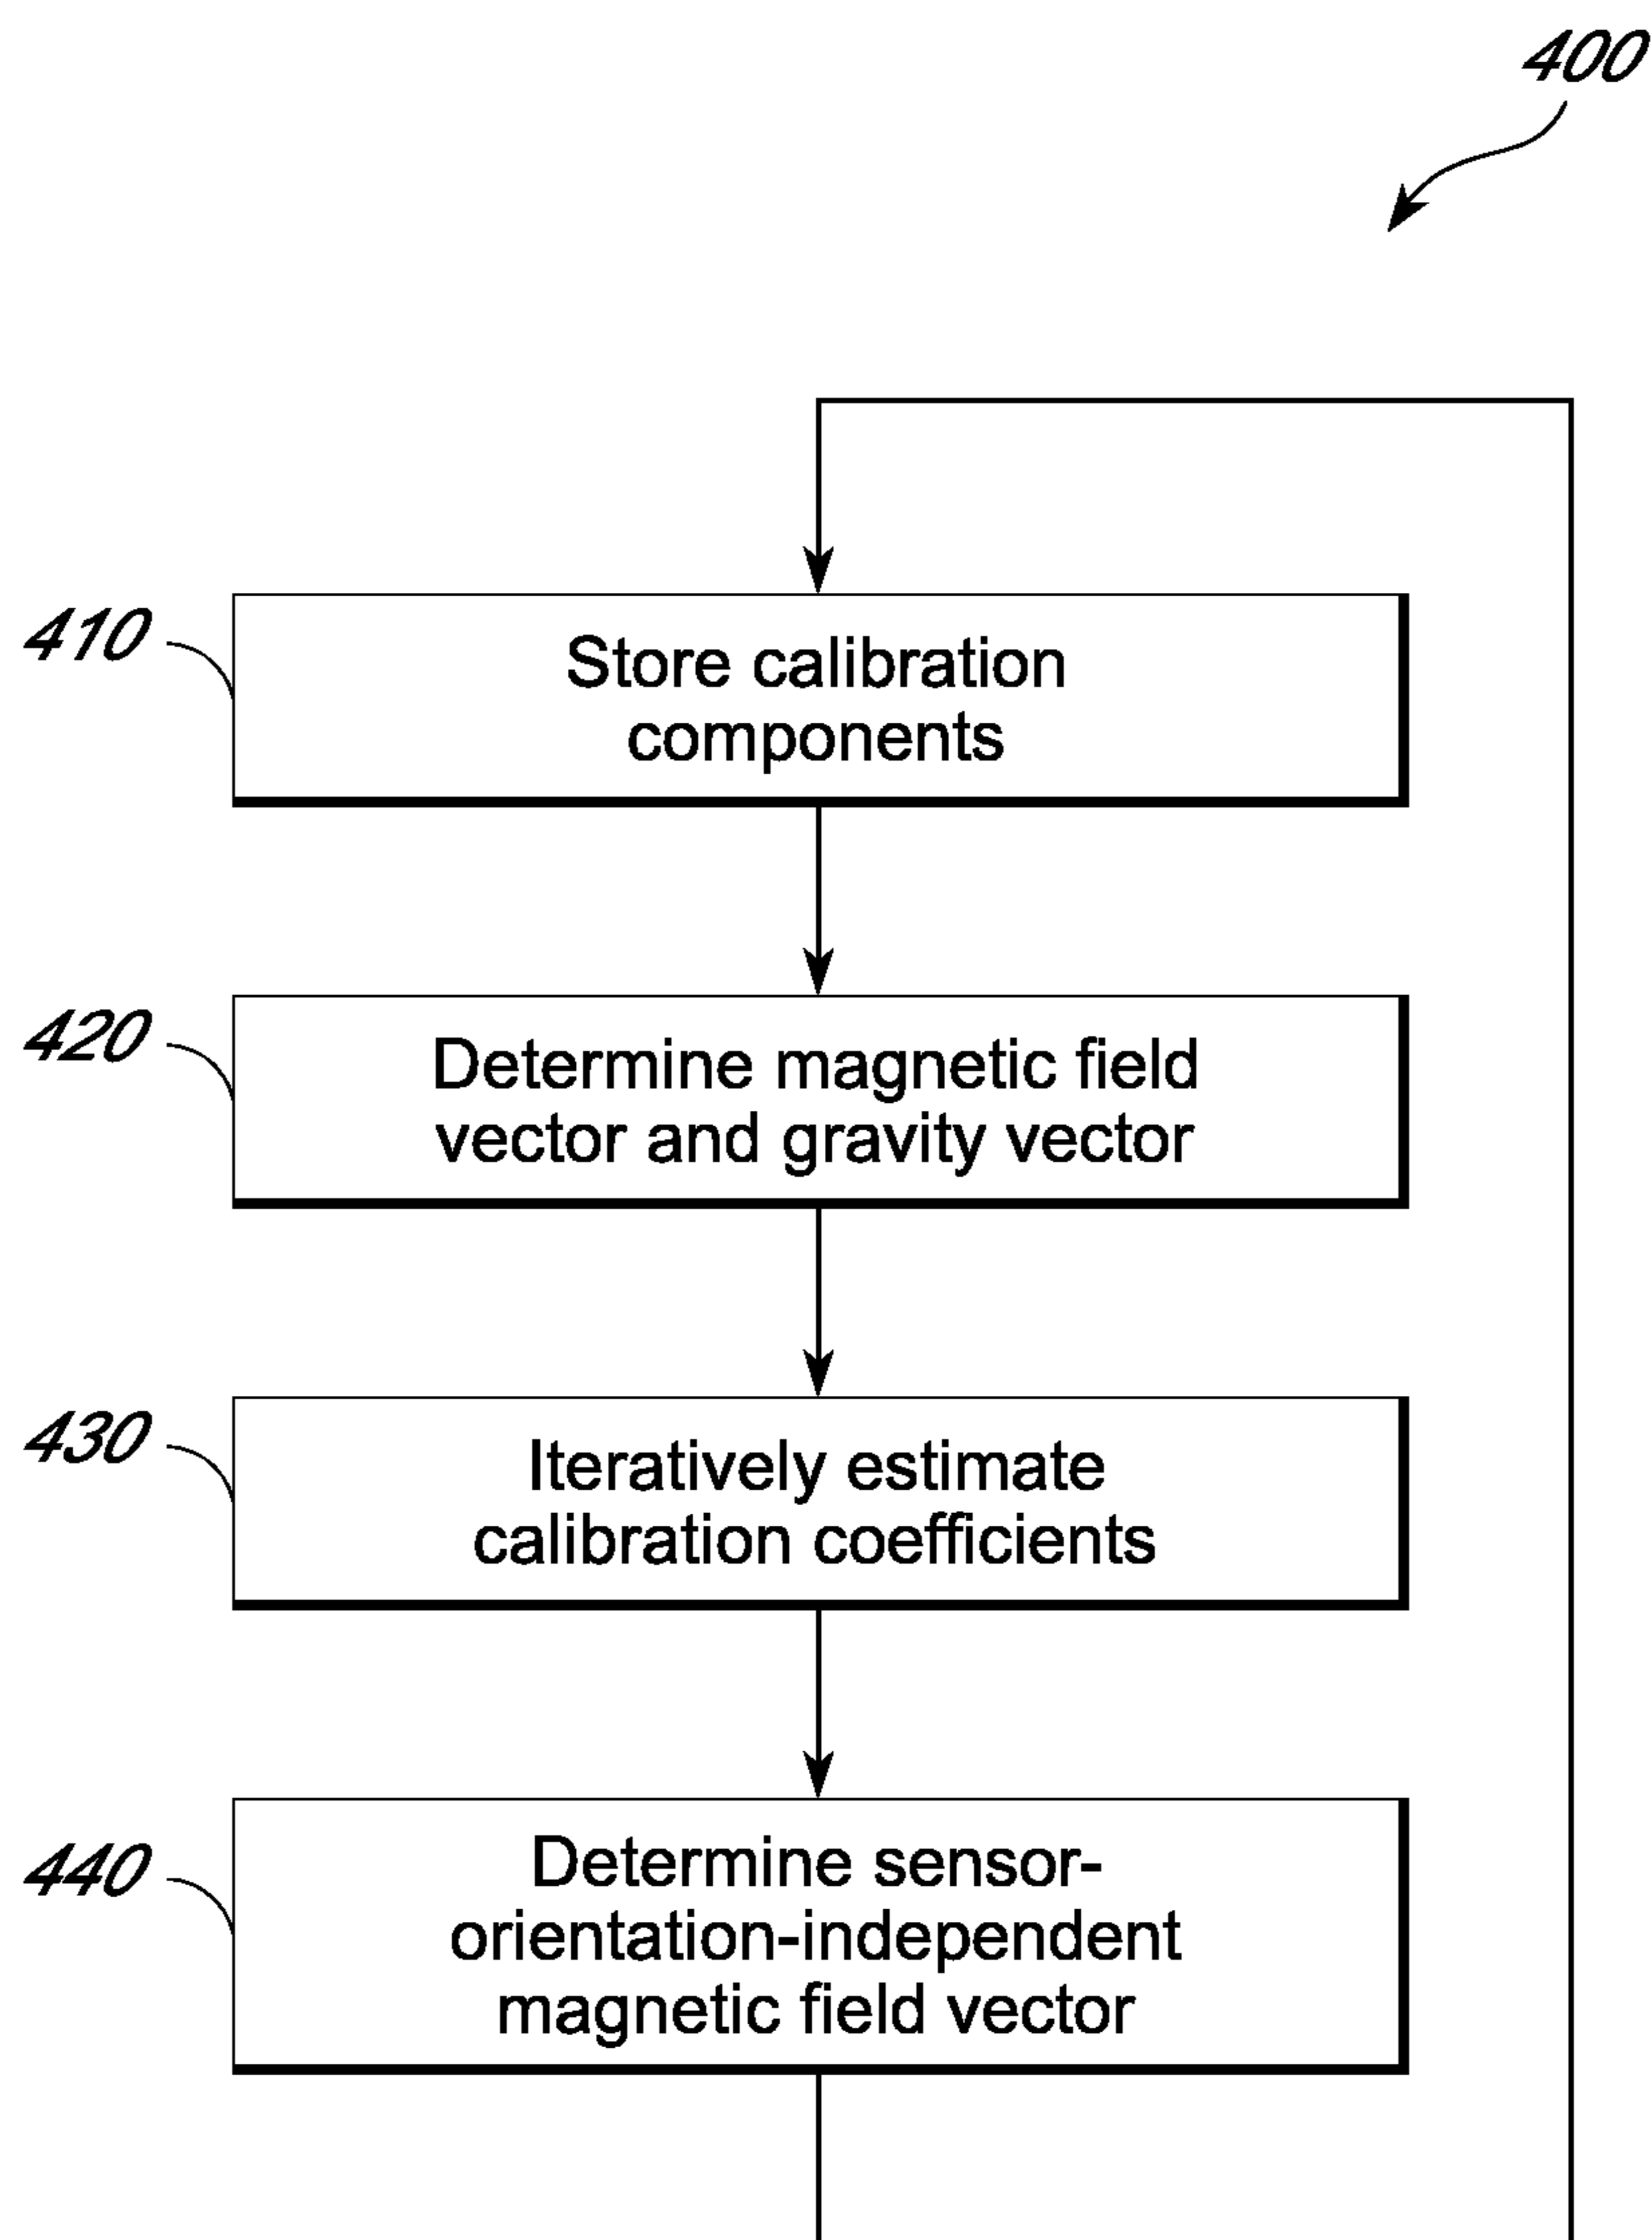 400
410
Store calibration
components
420
Determine magnetic field
vector and gravity vector
430
Iteratively estimate
calibration coefficients
440
Determine sensor-
orientation-independent
magnetic field vector